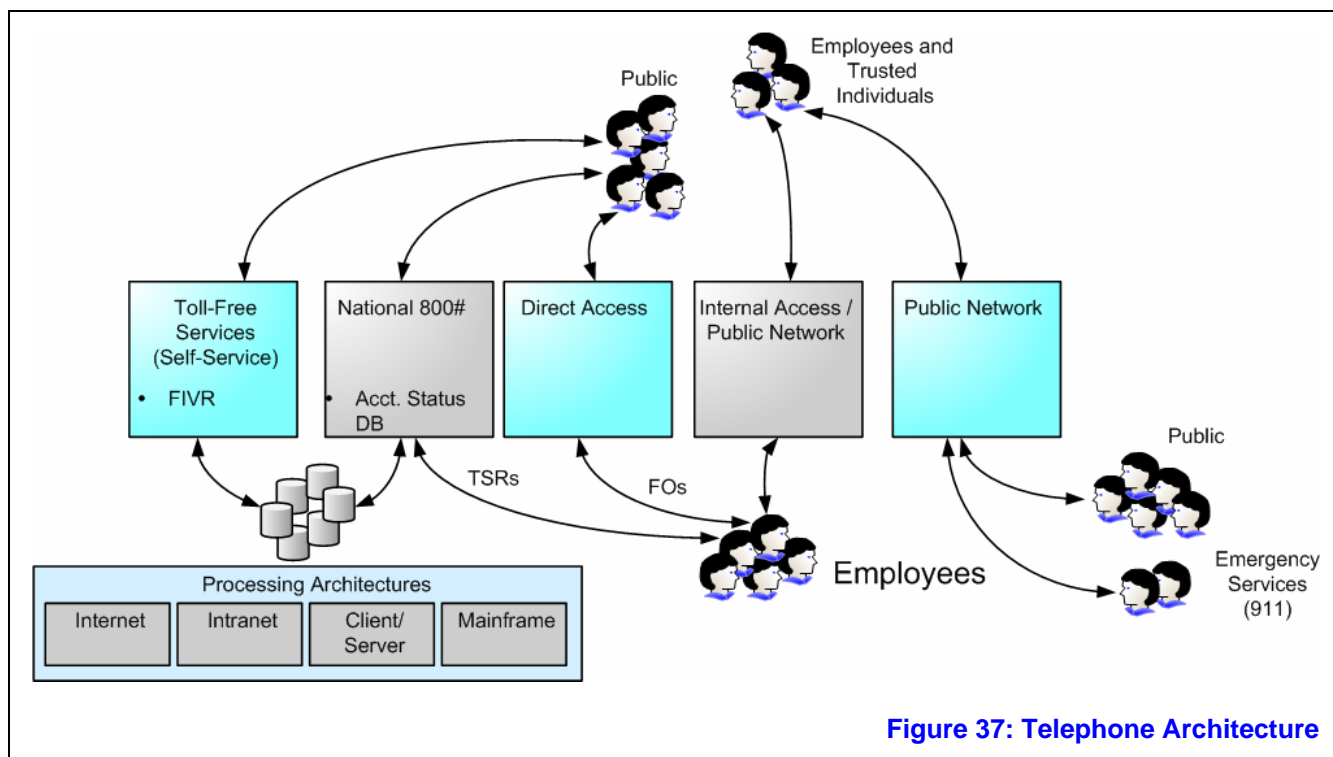 Public
Employees and
Trusted
Individuals
Toll-Free
Services
(Self-Service)
• FIVR
National 800#
• Acct. Status
DB
Direct Access
Internal Access /
Public Network
Public Network
TSRs
FOs
Public
Employees
Emergency
Services
(911)
Processing Architectures
Internet
Intranet
Client/
Server
Mainframe
Figure 37: Telephone Architecture